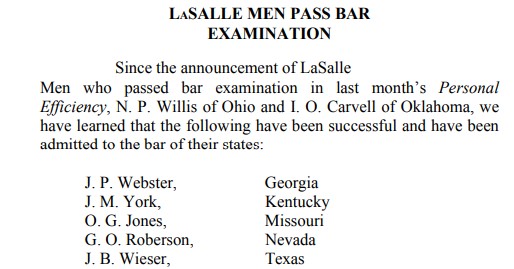 LASALLE MEN PASS BAR
EXAMINATION
Since the announcement of LaSalle
Men who passed bar examination in last month's Personal
Efficiency, N. P. Willis of Ohio and I. O. Carvell of Oklahoma, we
have learned that the following have been successful and have been
admitted to the bar of their states:
J. P. Webster, Georgia
J. M. York, Kentucky
O. G. Jones, Missouri
G. O. Roberson, Nevada
J. B. Wieser, Texas